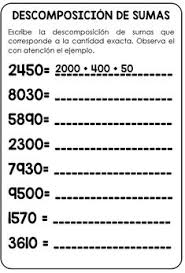 DESCOMPOSICIÓN DE SUMAS
Escribe la descomposición de sumas que
corresponde a la cantidad exacta. Observa el
con atención el ejemplo.
2450= 2000 + 400 + 50
8030=
5890=
2300=
7930=
9500=
1570 =
3610 =